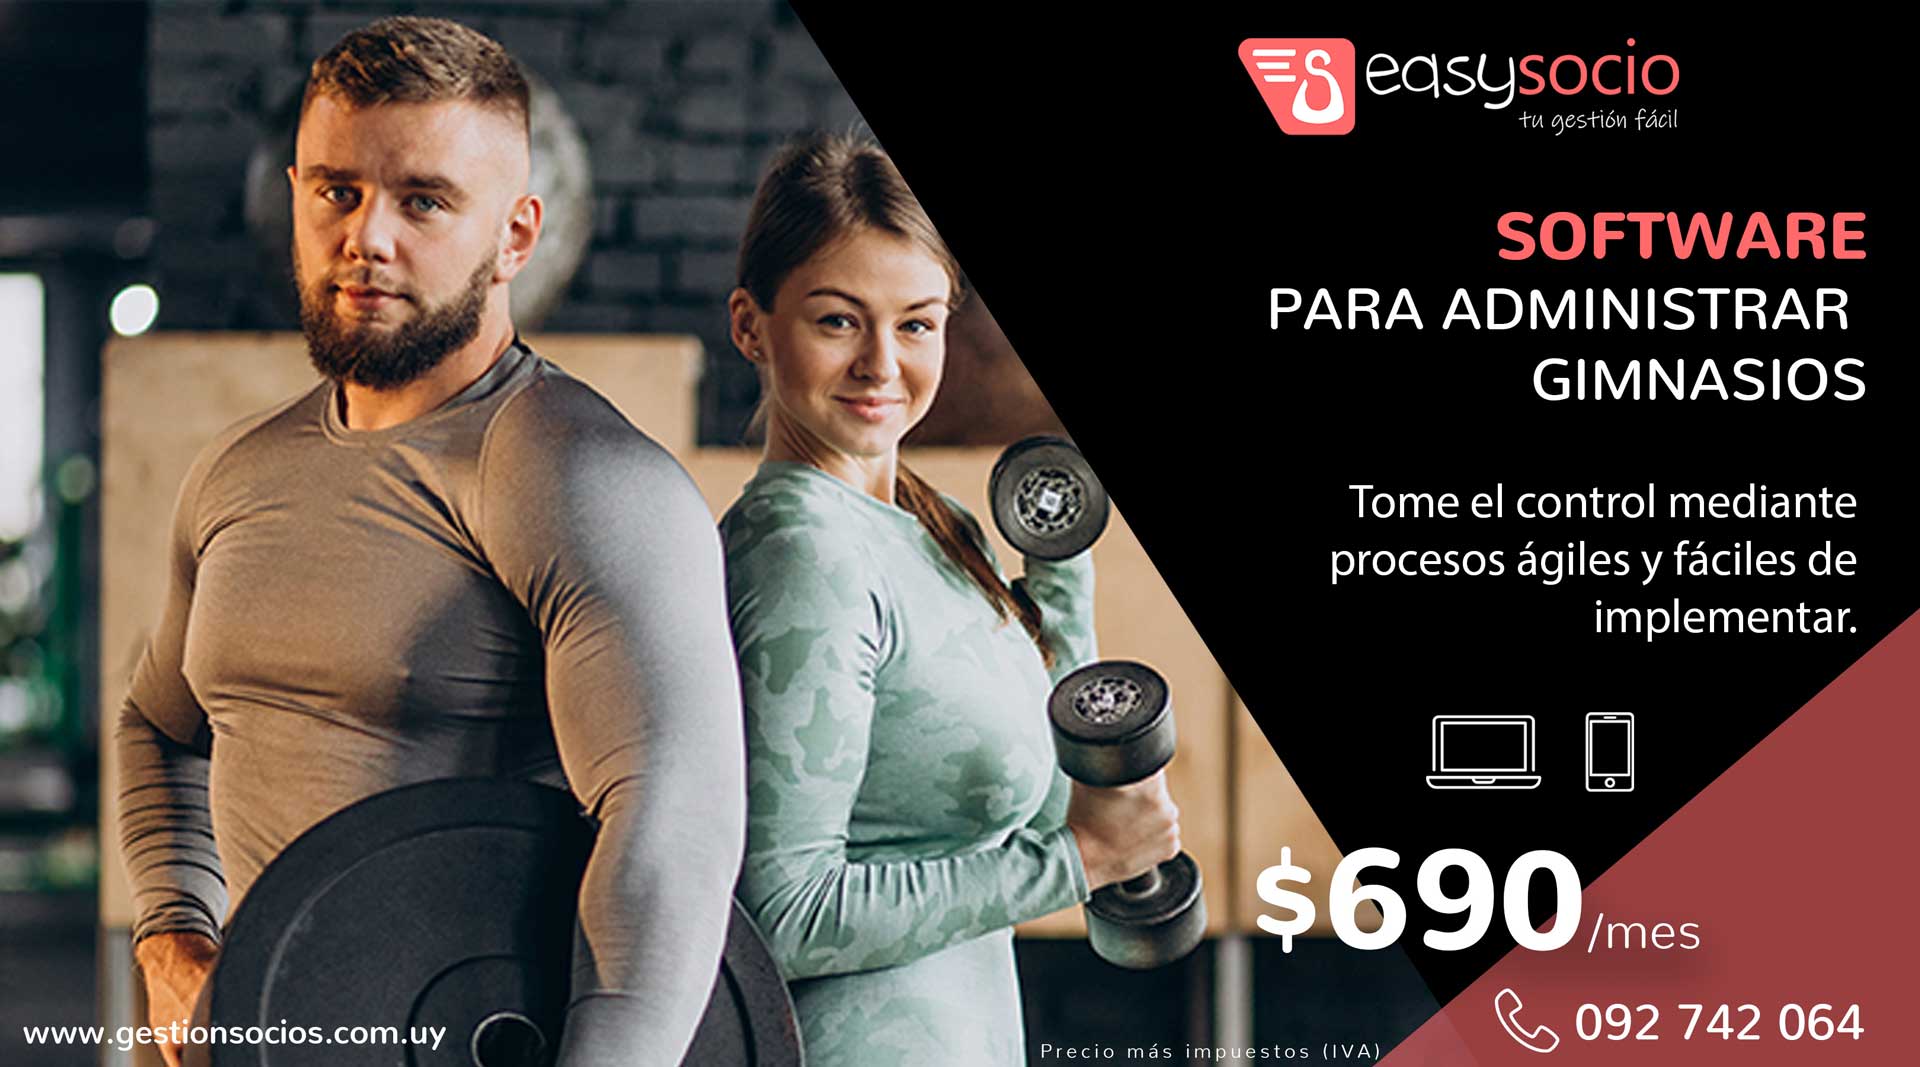 easysocio
tu gestión fácil
SOFTWARE
PARA ADMINISTRAR
GIMNASIOS
Tome el control mediante
procesos ágiles y fáciles de
implementar.
$690/mes
092 742 064
www.gestionsocios.com.uy
Precio más impuestos (IVA)